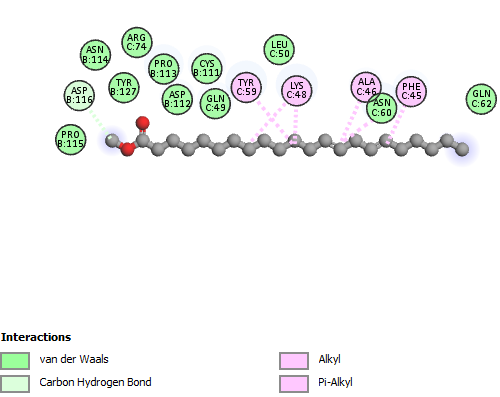 ARG
C:74
LEU
C:50
ASN
B:114
PRO
B:113
CYS
B:111
TYR
B:127
TYR
C:59
LYS
C:48
ALA
C:46
PHE
C:45
GLN
C:62
ASP
B:116
ASP
B:112
GLN
C:49
ASN
C:60
PRO
B:115
Interactions
van der Waals
Alkyl
Carbon Hydrogen Bond
Pi-Alkyl